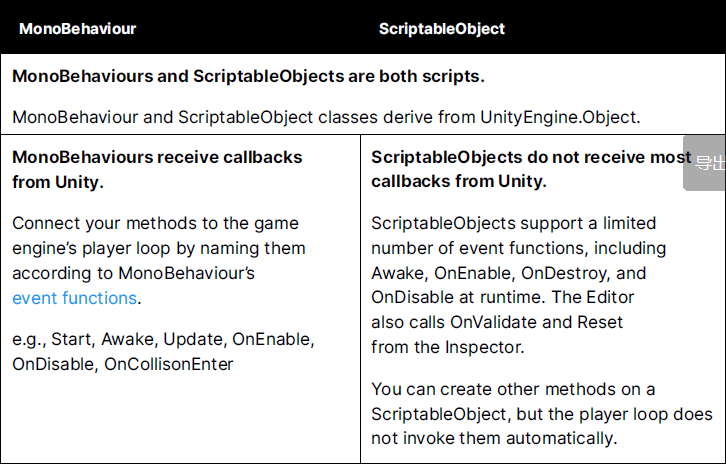 MonoBehaviour
ScriptableObject
MonoBehaviours and ScriptableObjects are both scripts.
MonoBehaviour and ScriptableObject classes derive from UnityEngine.Object.
MonoBehaviours receive callbacks
from Unity.
Connect your methods to the game
engine’s player loop by naming them
according to MonoBehaviour’s
event functions.
e.g., Start, Awake, Update, OnEnable,
OnDisable, OnCollisonEnter
ScriptableObjects do not receive most
callbacks from Unity.
ScriptableObjects support a limited
number of event functions, including
Awake, OnEnable, OnDestroy, and
OnDisable at runtime. The Editor
also calls OnValidate and Reset
from the Inspector.
You can create other methods on a
ScriptableObject, but the player loop does
not invoke them automatically.
导出